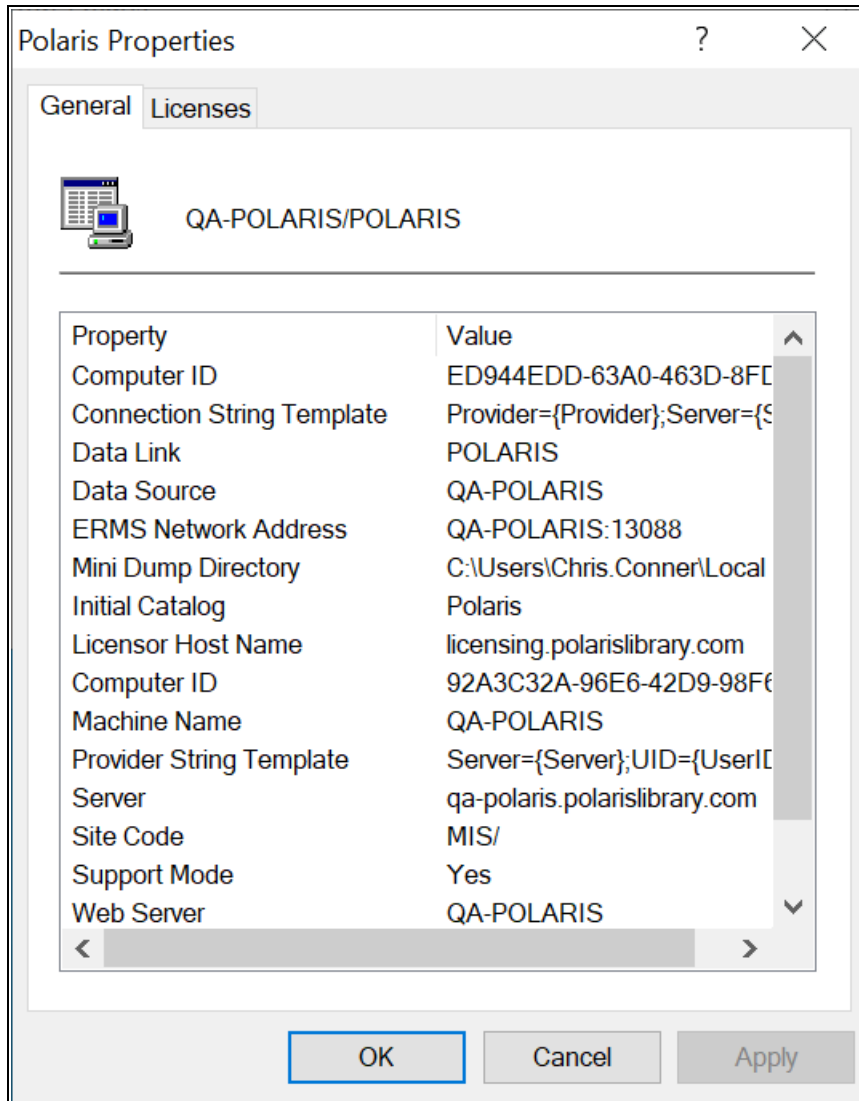 Polaris Properties ?
General Licenses
QA-POLARIS/POLARIS
Property Value
Computer ID ED944EDD-63A0-463D-8FD
Connection String Template Provider={Provider};Server={S
Data Link POLARIS
Data Source QA-POLARIS
ERMS Network Address QA-POLARIS:13088
Mini Dump Directory C:\Users\Chris.Conner\Local
Initial Catalog Polaris
Licensor Host Name licensing.polarislibrary.com
Computer ID 92A3C32A-96E6-42D9-98F6
Machine Name QA-POLARIS
Provider String Template Server={Server};UID={UserID
Server qa-polaris.polarislibrary.com
Site Code MIS/
Support Mode Yes
Web Server QA-POLARIS
OK Cancel Apply